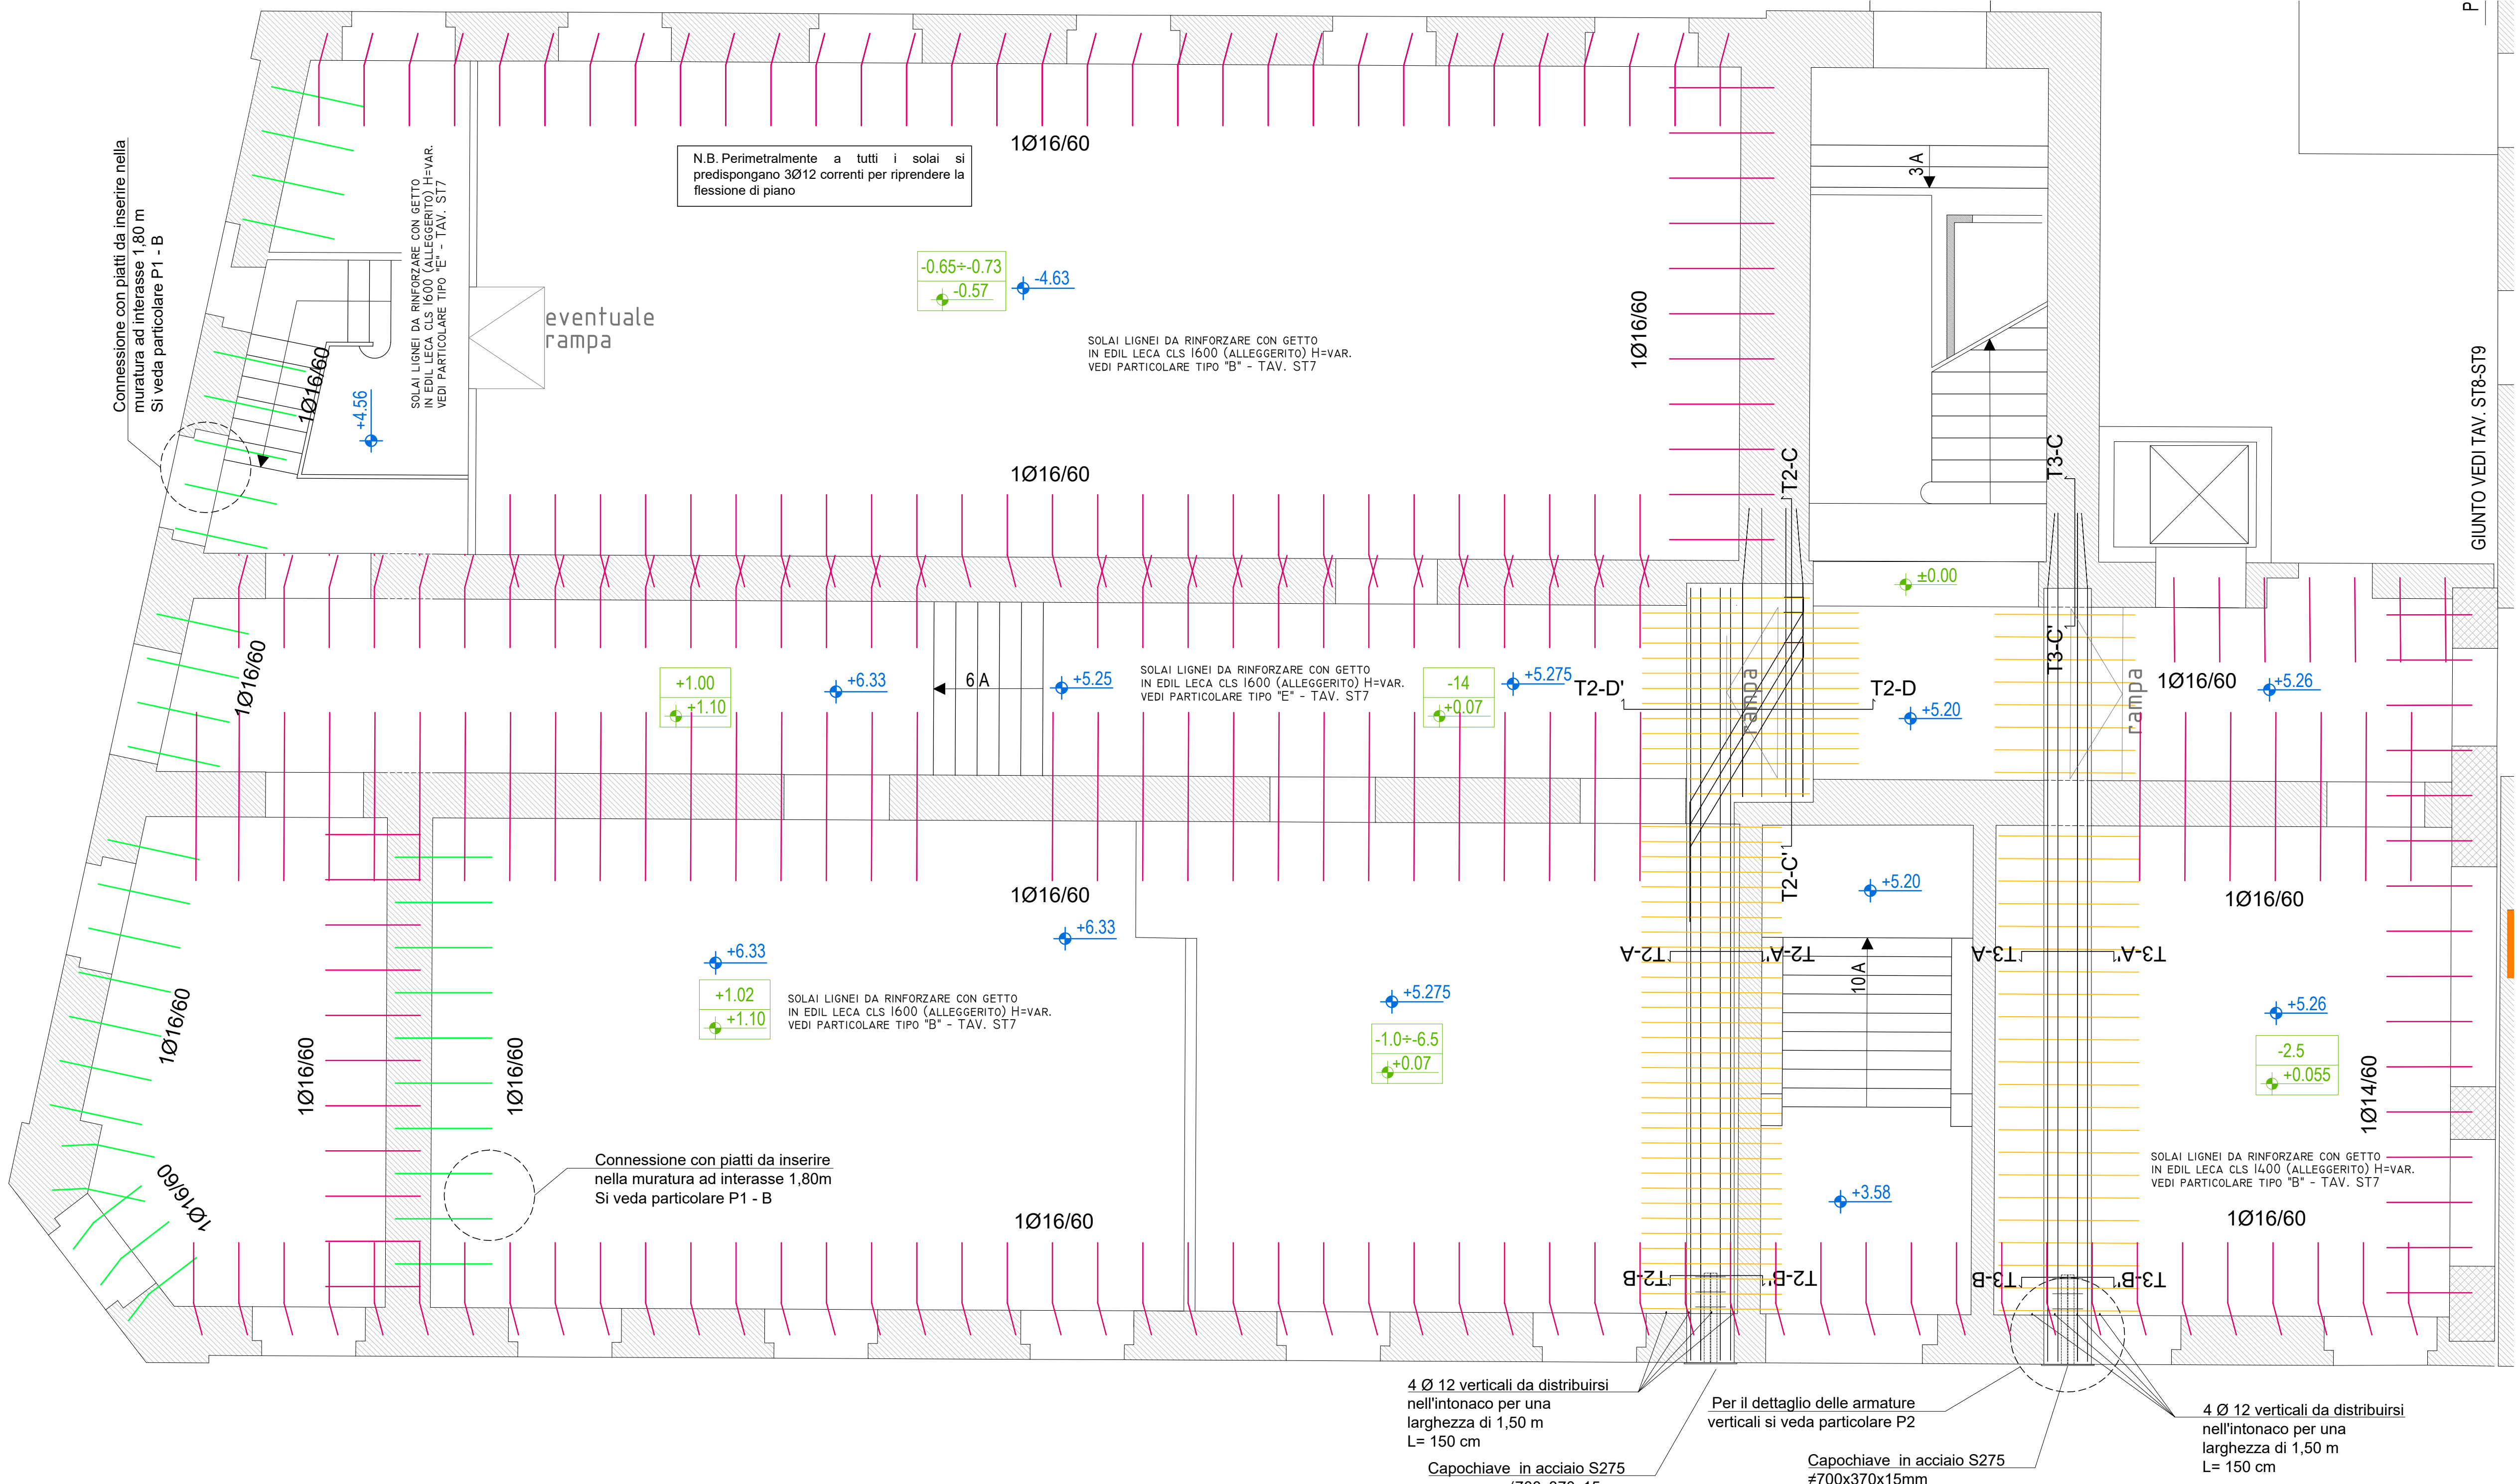 P
Connessione con piatti da inserire nella
muratura ad interasse 1,80 m
Si veda particolare P1 - B
SOLAI LIGNEI DA RINFORZARE CON GETTO
IN EDIL LECA CLS 1600 (ALLEGGERITO) H=VAR.
VEDI PARTICOLARE TIPO "E" - TAV. ST7
1Ø16/60
N.B. Perimetralmente a tutti i solai si
predispongano 3Ø12 correnti per riprendere la
flessione di piano
3 A
-0.65÷-0.73
-0.57
-4.63
eventuale
rampa
SOLAI LIGNEI DA RINFORZARE CON GETTO
IN EDIL LECA CLS 1600 (ALLEGGERITO) H=VAR.
VEDI PARTICOLARE TIPO "B" - TAV. ST7
1Ø16/60
1Ø16/60
+4.56
1Ø16/60
T2-C
T3-C
GIUNTO VEDI TAV. ST8-ST9
±0.00
1Ø16/60
+1.00
+1.10
+6.33
6 A
+5.25
SOLAI LIGNEI DA RINFORZARE CON GETTO
IN EDIL LECA CLS 1600 (ALLEGGERITO) H=VAR.
VEDI PARTICOLARE TIPO "E" - TAV. ST7
-14
+0.07
+5.275
T2-D'
rampa
T2-D
+5.20
T3-C'
rampa
1Ø16/60
+5.26
T2-C'
1Ø16/60
+5.20
1Ø16/60
+6.33
+6.33
T2-A
T2-A'
T3-A
T3-A'
10 A
+1.02
+1.10
SOLAI LIGNEI DA RINFORZARE CON GETTO
IN EDIL LECA CLS 1600 (ALLEGGERITO) H=VAR.
VEDI PARTICOLARE TIPO "B" - TAV. ST7
+5.275
-1.0÷-6.5
+0.07
+5.26
-2.5
+0.055
1Ø16/60
1Ø16/60
1Ø16/60
1Ø14/60
1Ø16/60
Connessione con piatti da inserire
nella muratura ad interasse 1,80m
Si veda particolare P1 - B
1Ø16/60
+3.58
SOLAI LIGNEI DA RINFORZARE CON GETTO
IN EDIL LECA CLS 1400 (ALLEGGERITO) H=VAR.
VEDI PARTICOLARE TIPO "B" - TAV. ST7
1Ø16/60
T2-B
T2-B'
T3-B
T3-B'
4 Ø 12 verticali da distribuirsi
nell'intonaco per una
larghezza di 1,50 m
L= 150 cm
Capochiave in acciaio S275
Per il dettaglio delle armature
verticali si veda particolare P2
Capochiave in acciaio S275
≠700x370x15mm
4 Ø 12 verticali da distribuirsi
nell'intonaco per una
larghezza di 1,50 m
L= 150 cm